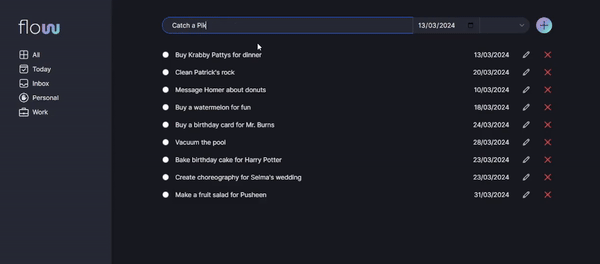 flow
Catch a Pik
13/03/2024
All
Today
Inbox
Personal
Work
Buy Krabby Pattys for dinner 13/03/2024
Clean Patrick's rock 20/03/2024
Message Homer about donuts 10/03/2024
Buy a watermelon for fun 18/03/2024
Buy a birthday card for Mr. Burns 24/03/2024
Vacuum the pool 28/03/2024
Bake birthday cake for Harry Potter 23/03/2024
Create choreography for Selma's wedding 23/03/2024
Make a fruit salad for Pusheen 31/03/2024